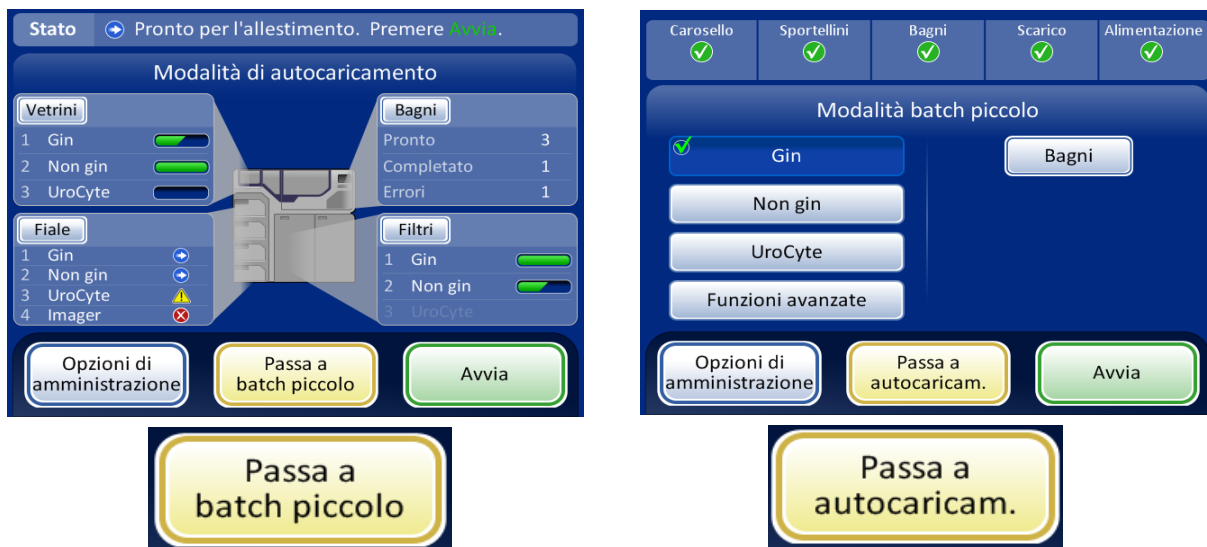 Stato Pronto per l'allestimento. Premere Avvia.
Modalità di autocaricamento
Vetrini
1 Gin
2 Non gin
3 UroCyte
Bagni
Pronto 3
Completato 1
Errori 1
Fiale
1 Gin
2 Non gin
3 UroCyte
4 Imager
Filtri
1 Gin
2 Non gin
3 UroCyte
Opzioni di
amministrazione
Passa a
batch piccolo
Avvia
Passa a
batch piccolo
Carosello Sportellini Bagni Scarico Alimentazione
Modalità batch piccolo
Gin
Non gin
UroCyte
Funzioni avanzate
Bagni
Opzioni di
amministrazione
Passa a
autocaricam.
Avvia
Passa a
autocaricam.